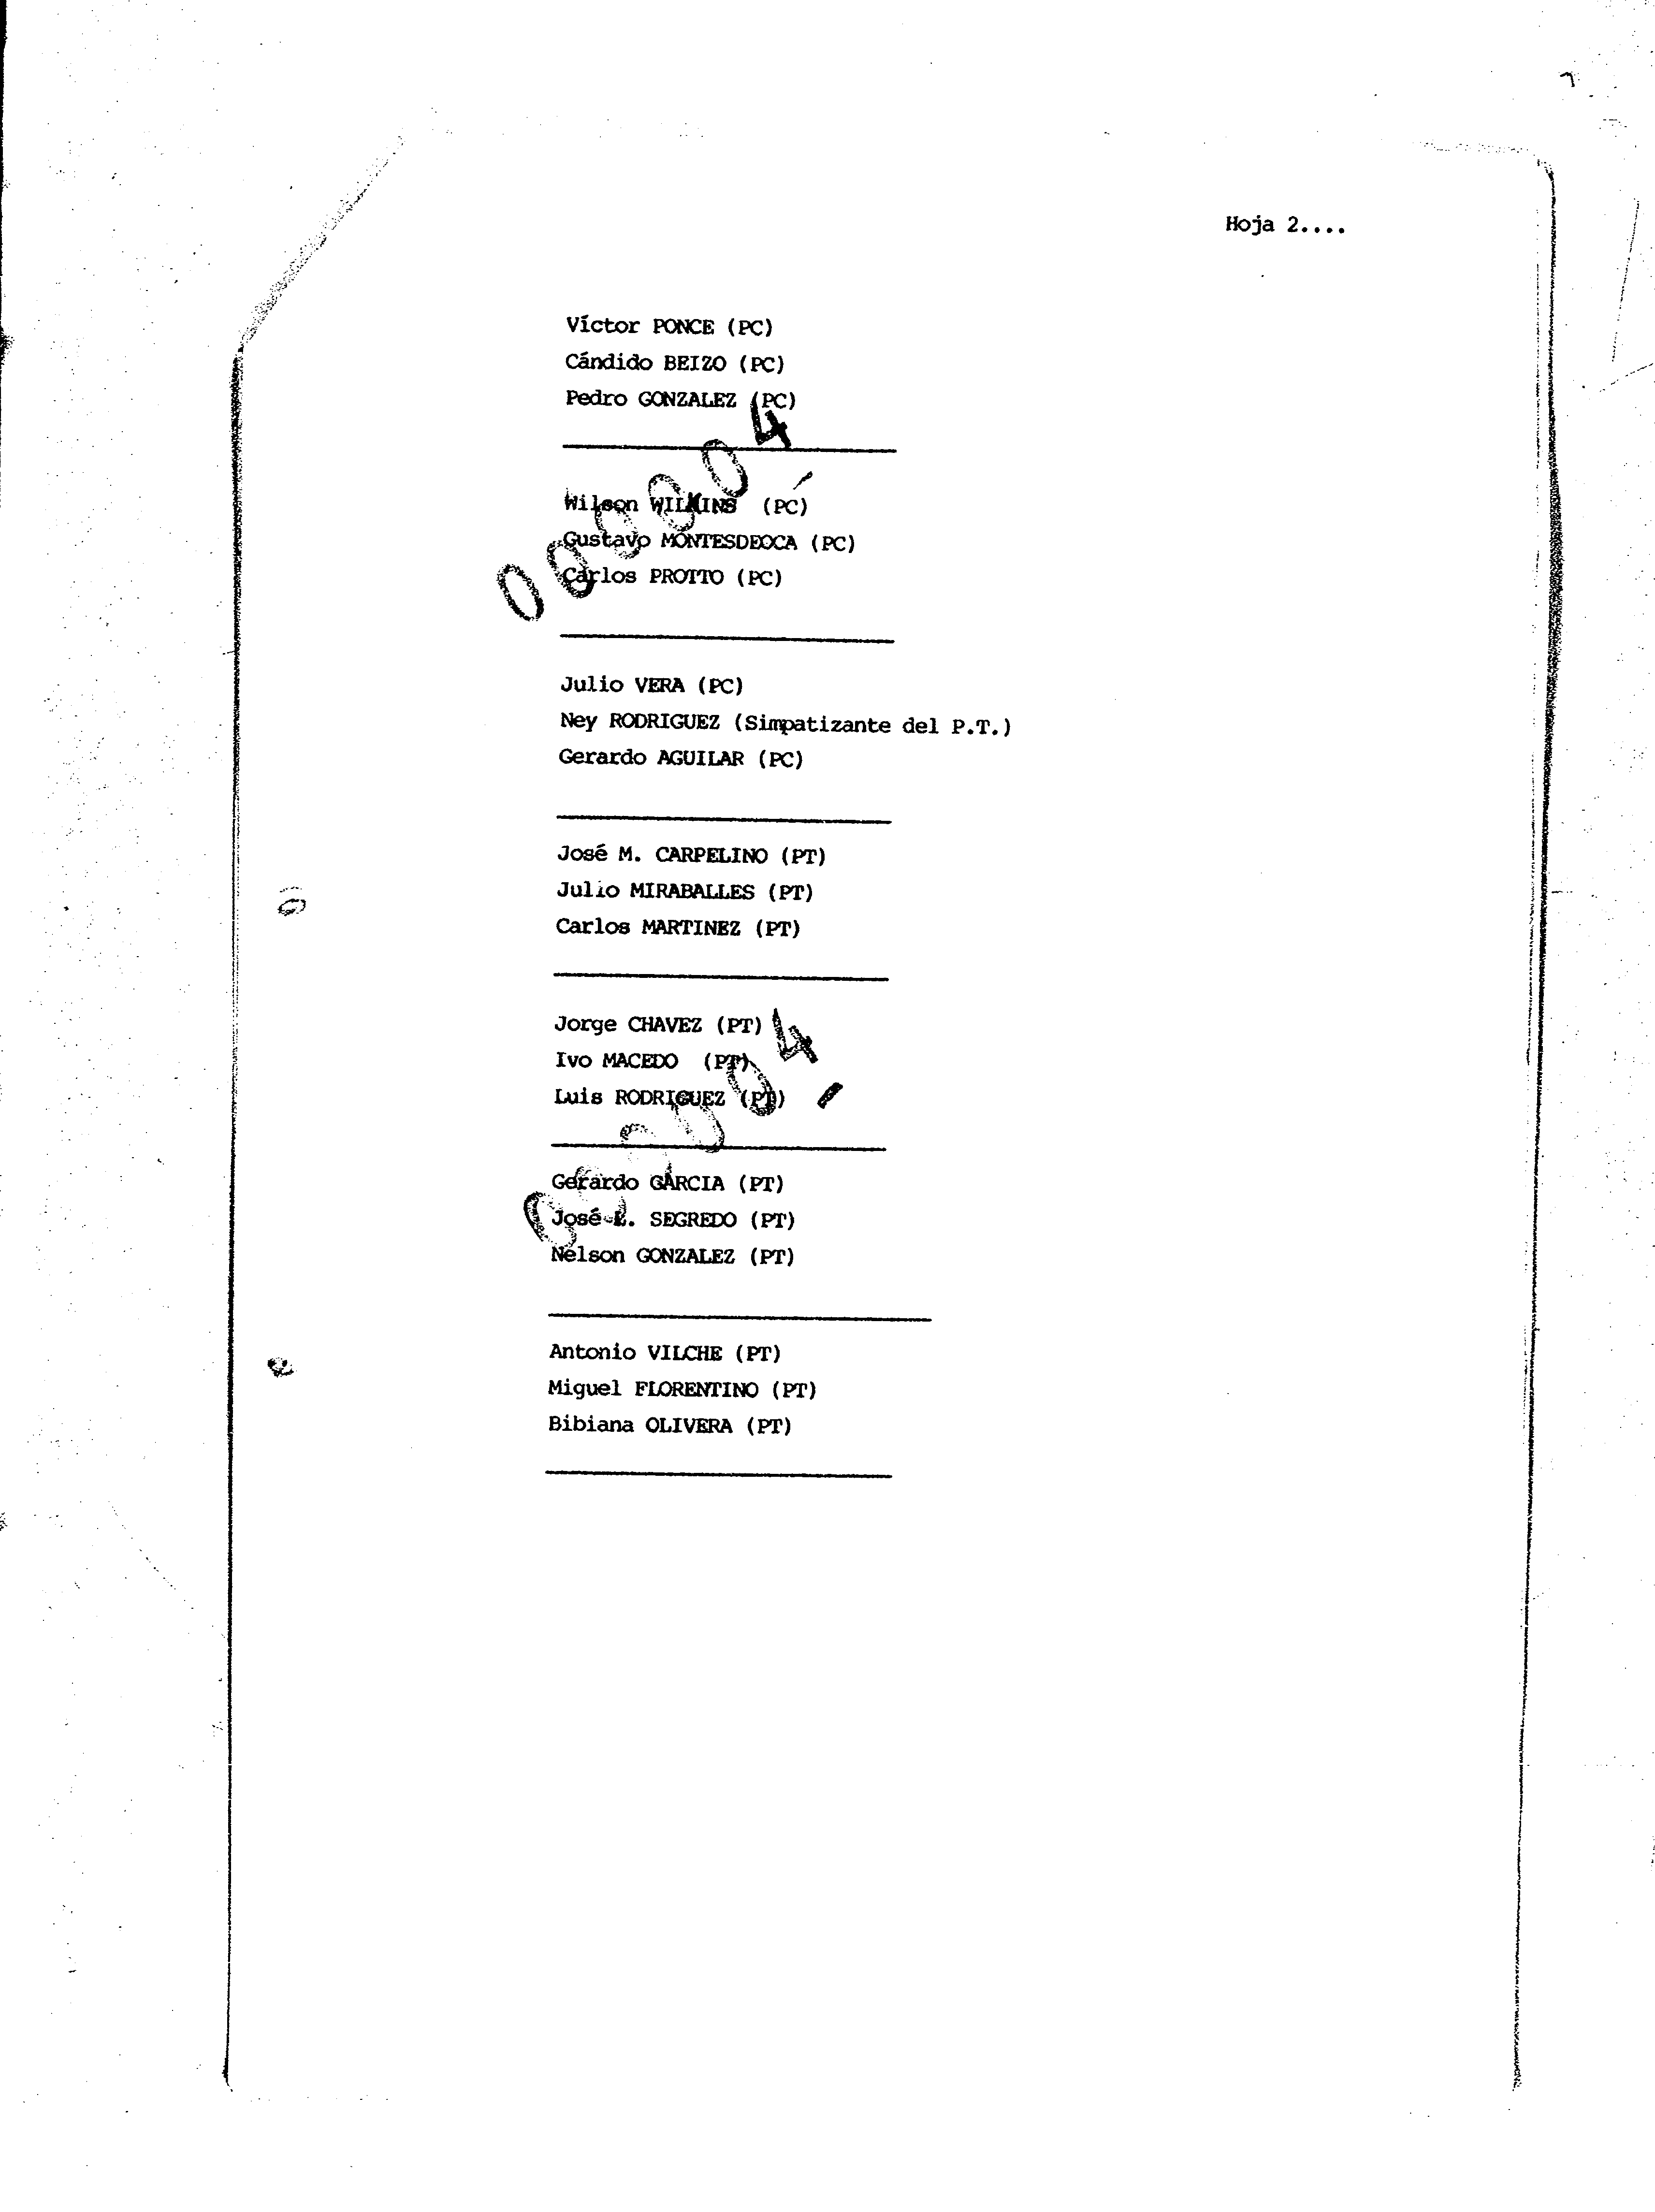 Hoja 2....
Víctor PONCE (PC)
Cándido BEIZO (PC)
Pedro GONZALEZ (PC)
000004
Wilson WILKINS (PC)
Gustavo MONTESDEOCA (PC)
Carlos PROTTO (PC)
Julio VERA (PC)
Ney RODRIGUEZ (Simpatizante del P.T.)
Gerardo AGUILAR (PC)
José M. CARPELINO (PT)
Julio MIRABALLES (PT)
Carlos MARTINEZ (PT)
Jorge CHAVEZ (PT)
Ivo MACEDO (PT)
Luis RODRIGUEZ (PT)
Gerardo GARCIA (PT)
José SEGREDO (PT)
Nelson GONZALEZ (PT)
Antonio VILCHE (PT)
Miguel FLORENTINO (PT)
Bibiana OLIVERA (PT)